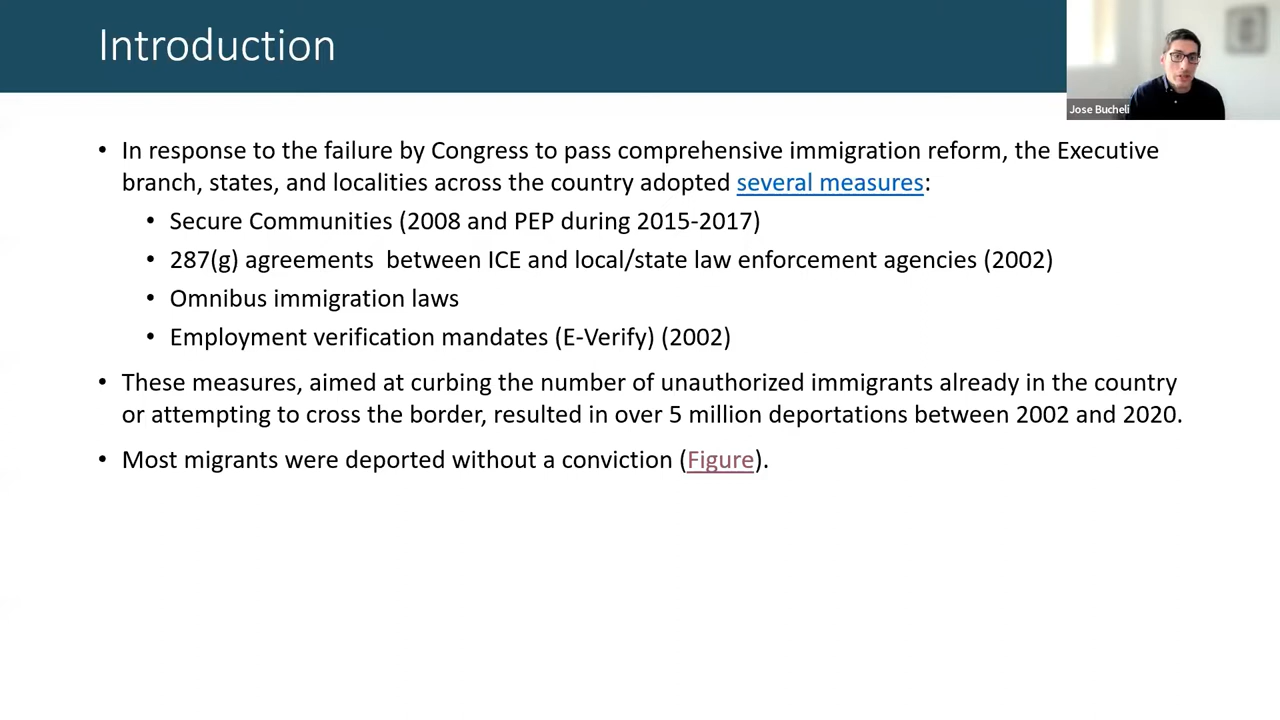 Introduction
Jose Bucheli
• In response to the failure by Congress to pass comprehensive immigration reform, the Executive
branch, states, and localities across the country adopted several measures:
• Secure Communities (2008 and PEP during 2015-2017)
• 287(g) agreements  between ICE and local/state law enforcement agencies (2002)
• Omnibus immigration laws
• Employment verification mandates (E-Verify) (2002)
• These measures, aimed at curbing the number of unauthorized immigrants already in the country
or attempting to cross the border, resulted in over 5 million deportations between 2002 and 2020.
• Most migrants were deported without a conviction (Figure).